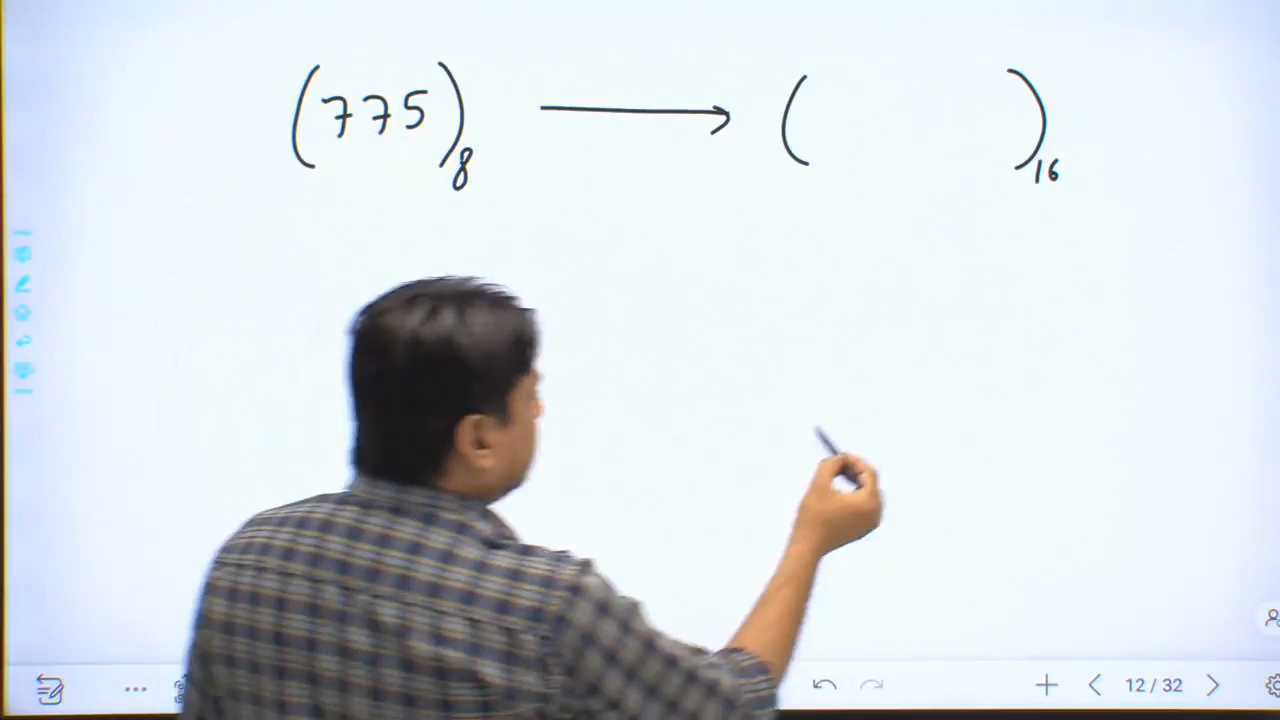 (775)₈ ⟶ (      )₁₆
12 / 32